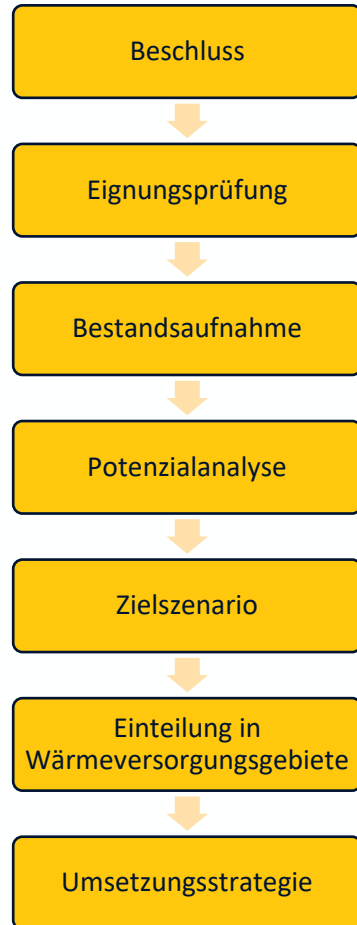 Beschluss
Eignungsprüfung
Bestandsaufnahme
Potenzialanalyse
Zielszenario
Einteilung in
Wärmeversorgungsgebiete
Umsetzungsstrategie